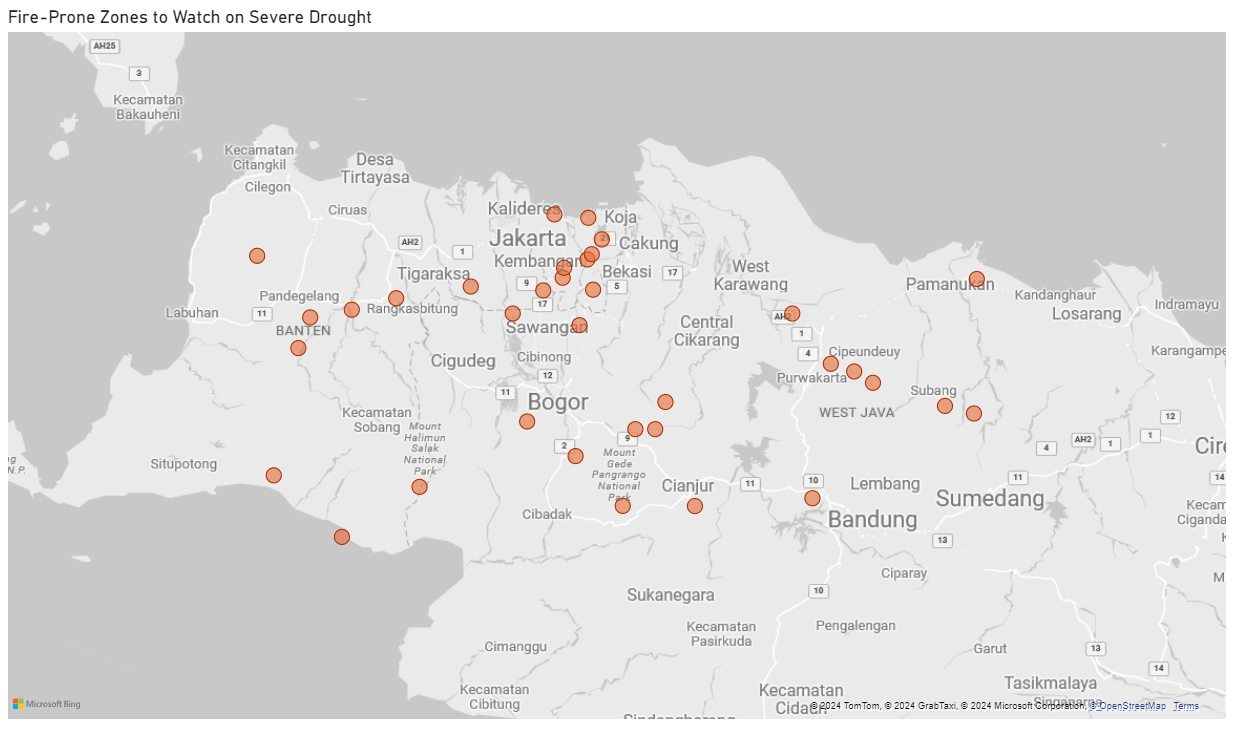 Fire-Prone Zones to Watch on Severe Drought
AH25
3
Kecamatan
Bakauheni
Kecamatan
Citangkil
Cilegon
Desa
Tirtayasa
Ciruas
Kalideres
Koja
Jakarta
Cakung
AH2
1
Kembangan
Bekasi
Tigaraksa
17
West
Karawang
9
5
Pamanukan
Pandegelang
Rangkasbitung
17
Kandanghaur
Indramayu
Labuhan
11
BANTEN
Sawangan
Central
Cikarang
AH2
Losarang
1
Cibinong
4
Cipeundeuy
Karangampe
Cigudeg
12
Purwakarta
11
Subang
Bogor
WEST JAVA
Kecamatan
Sobang
12
Mount
Halimun
Salak
National
Park
2
9
AH2
1
1
4
Cire
Mount
Gede
Pangrango
National
Park
gg
N.P.
Situpotong
Cianjur
11
10
Lembang
11
14
Sumedang
Kecam
Ciganda
Cibadak
Bandung
13
Ciparay
M
Sukanegara
10
Kecamatan
Pasirkuda
Pengalengan
Cimanggu
Garut
13
14
Kecamatan
Cibitung
Kecamatan
Cidaun
Tasikmalaya
Singaparna
Sindangbarang
Microsoft Bing
© 2024 TomTom, © 2024 GrabTaxi, © 2024 Microsoft Corporation, © OpenStreetMap Terms